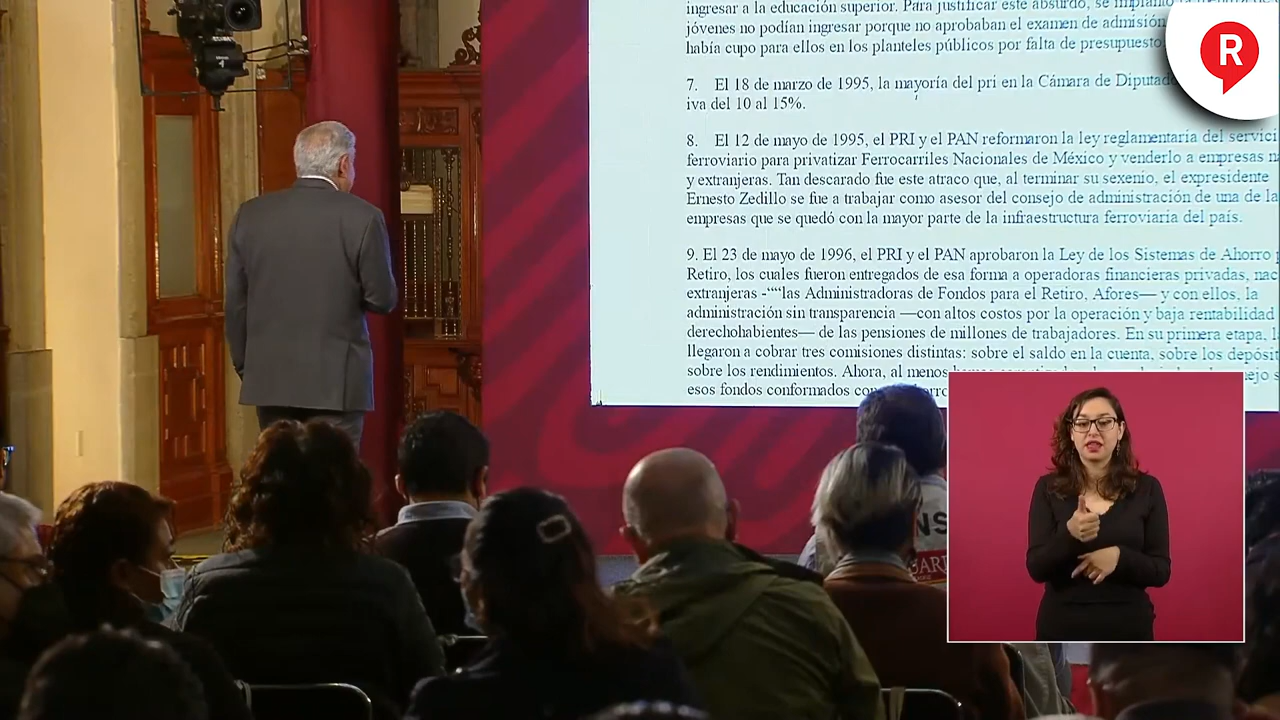 ingresar a la educación superior. Para justificar este absurdo, se implantó la
jóvenes no podían ingresar porque no aprobaban el examen de admisión
había cupo para ellos en los planteles públicos por falta de presupuesto
R
7. El 18 de marzo de 1995, la mayoría del pri en la Cámara de Diputad
iva del 10 al 15%.
8. El 12 de mayo de 1995, el PRI y el PAN reformaron la ley reglamentaria del servici
ferroviario para privatizar Ferrocarriles Nacionales de México y venderlo a empresas
y extranjeras. Tan descarado fue este atraco que, al terminar su sexenio, el expresidente
Ernesto Zedillo se fue a trabajar como asesor del consejo de administración de una de la
empresas que se quedó con la mayor parte de la infraestructura ferroviaria del país.
9. El 23 de mayo de 1996, el PRI y el PAN aprobaron la Ley de los Sistemas de Ahorro
Retiro, los cuales fueron entregados de esa forma a operadoras financieras privadas, nac
extranjeras -““las Administradoras de Fondos para el Retiro, Afores— y con ellos, la
administración sin transparencia —con altos costos por la operación y baja rentabilidad
derechohabientes— de las pensiones de millones de trabajadores. En su primera etapa, l
llegaron a cobrar tres comisiones distintas: sobre el saldo en la cuenta, sobre los depósit
sobre los rendimientos. Ahora, al menos
esos fondos conformados con
NS